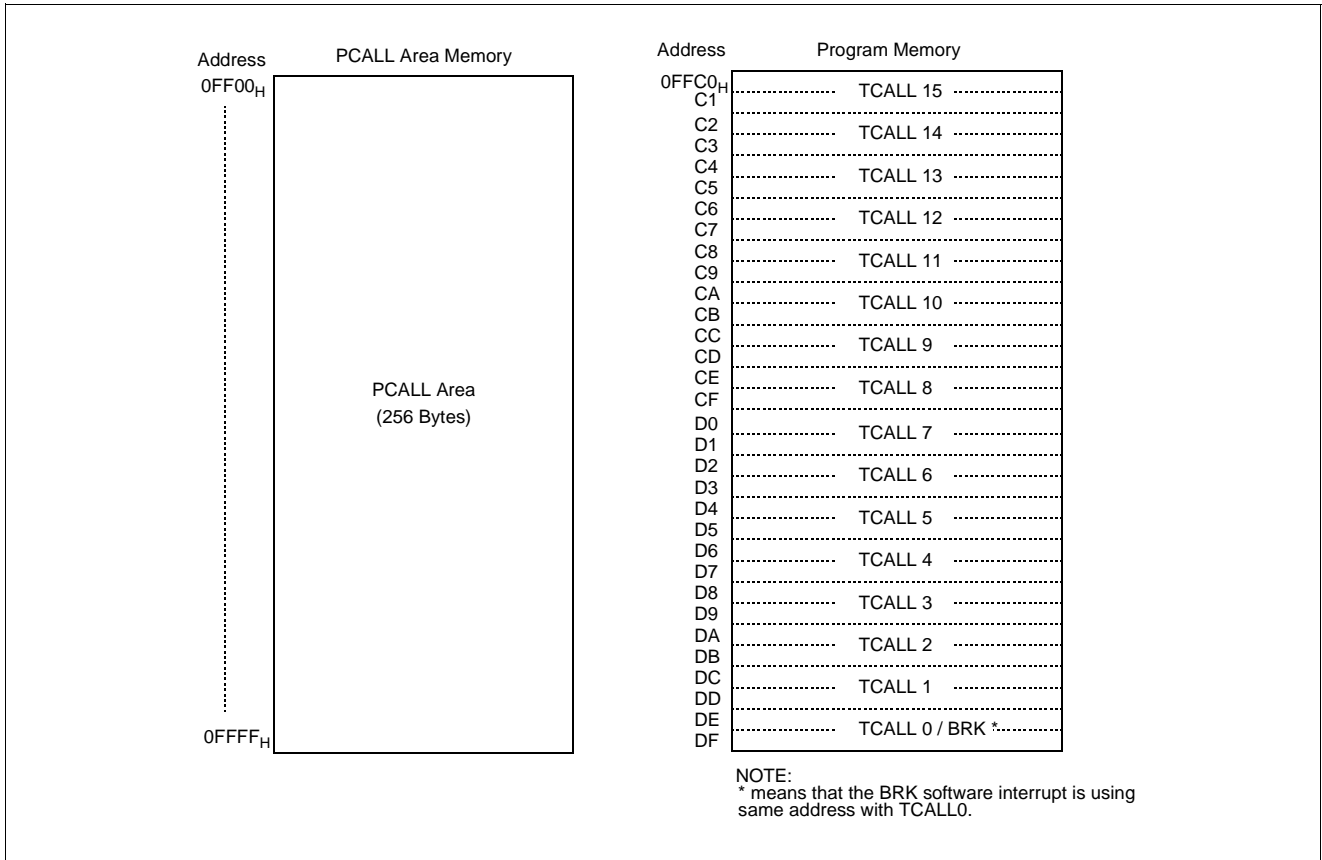 Address
PCALL Area Memory
0FF00H
PCALL Area
(256 Bytes)
0FFFFH
Address
Program Memory
0FFC0H
C1
TCALL 15
C2
TCALL 14
C3
C4
TCALL 13
C5
C6
TCALL 12
C7
C8
TCALL 11
C9
CA
TCALL 10
CB
CC
TCALL 9
CD
CE
TCALL 8
CF
D0
TCALL 7
D1
D2
TCALL 6
D3
D4
TCALL 5
D5
D6
TCALL 4
D7
D8
TCALL 3
D9
DA
TCALL 2
DB
DC
TCALL 1
DD
DE
TCALL 0 / BRK *
DF
NOTE:
* means that the BRK software interrupt is using
same address with TCALL0.